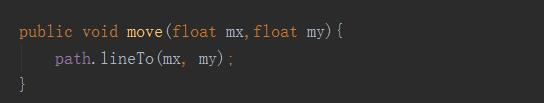 public void move(float mx,float my){
    path.lineTo(mx, my);
}